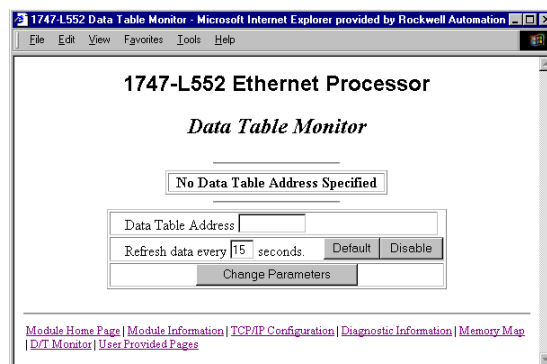 1747-L552 Data Table Monitor - Microsoft Internet Explorer provided by Rockwell Automation
File Edit View Favorites Tools Help
1747-L552 Ethernet Processor
Data Table Monitor
No Data Table Address Specified
Data Table Address
Refresh data every 15 seconds. Default Disable
Change Parameters
Module Home Page | Module Information | TCP/IP Configuration | Diagnostic Information | Memory Map
| D/T Monitor | User Provided Pages